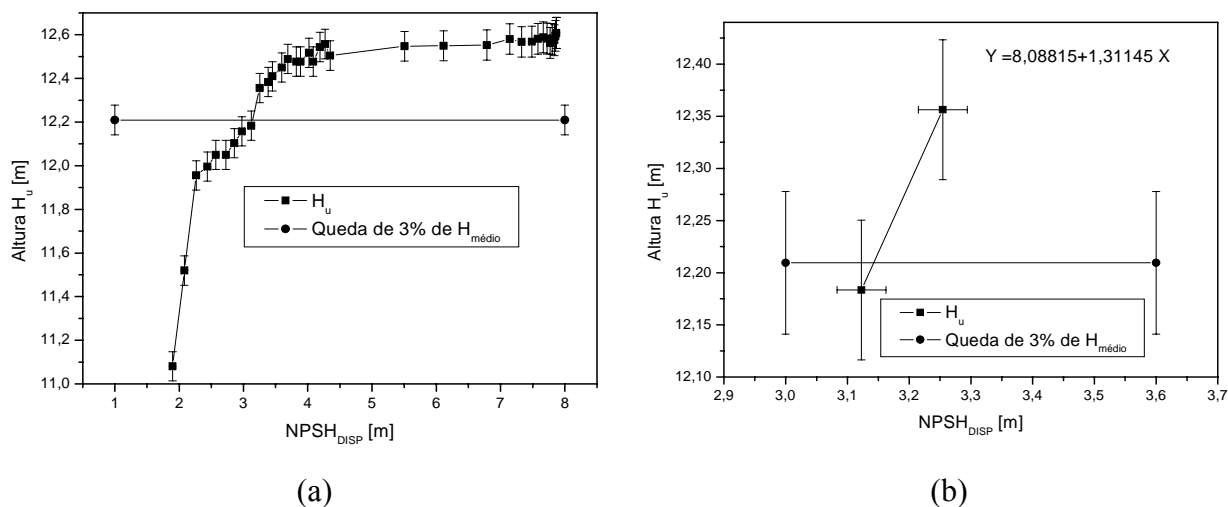 12,6
12,4
12,2
12,0
11,8
11,6
11,4
11,2
11,0
Altura H_u [m]
H_u
Queda de 3% de H_médio
1 2 3 4 5 6 7 8
NPSH_DISP [m]
(a)
Y =8,08815+1,31145 X
12,40
12,35
12,30
12,25
12,20
12,15
12,10
Altura H_u [m]
H_u
Queda de 3% de H_médio
2,9 3,0 3,1 3,2 3,3 3,4 3,5 3,6 3,7
NPSH_DISP [m]
(b)